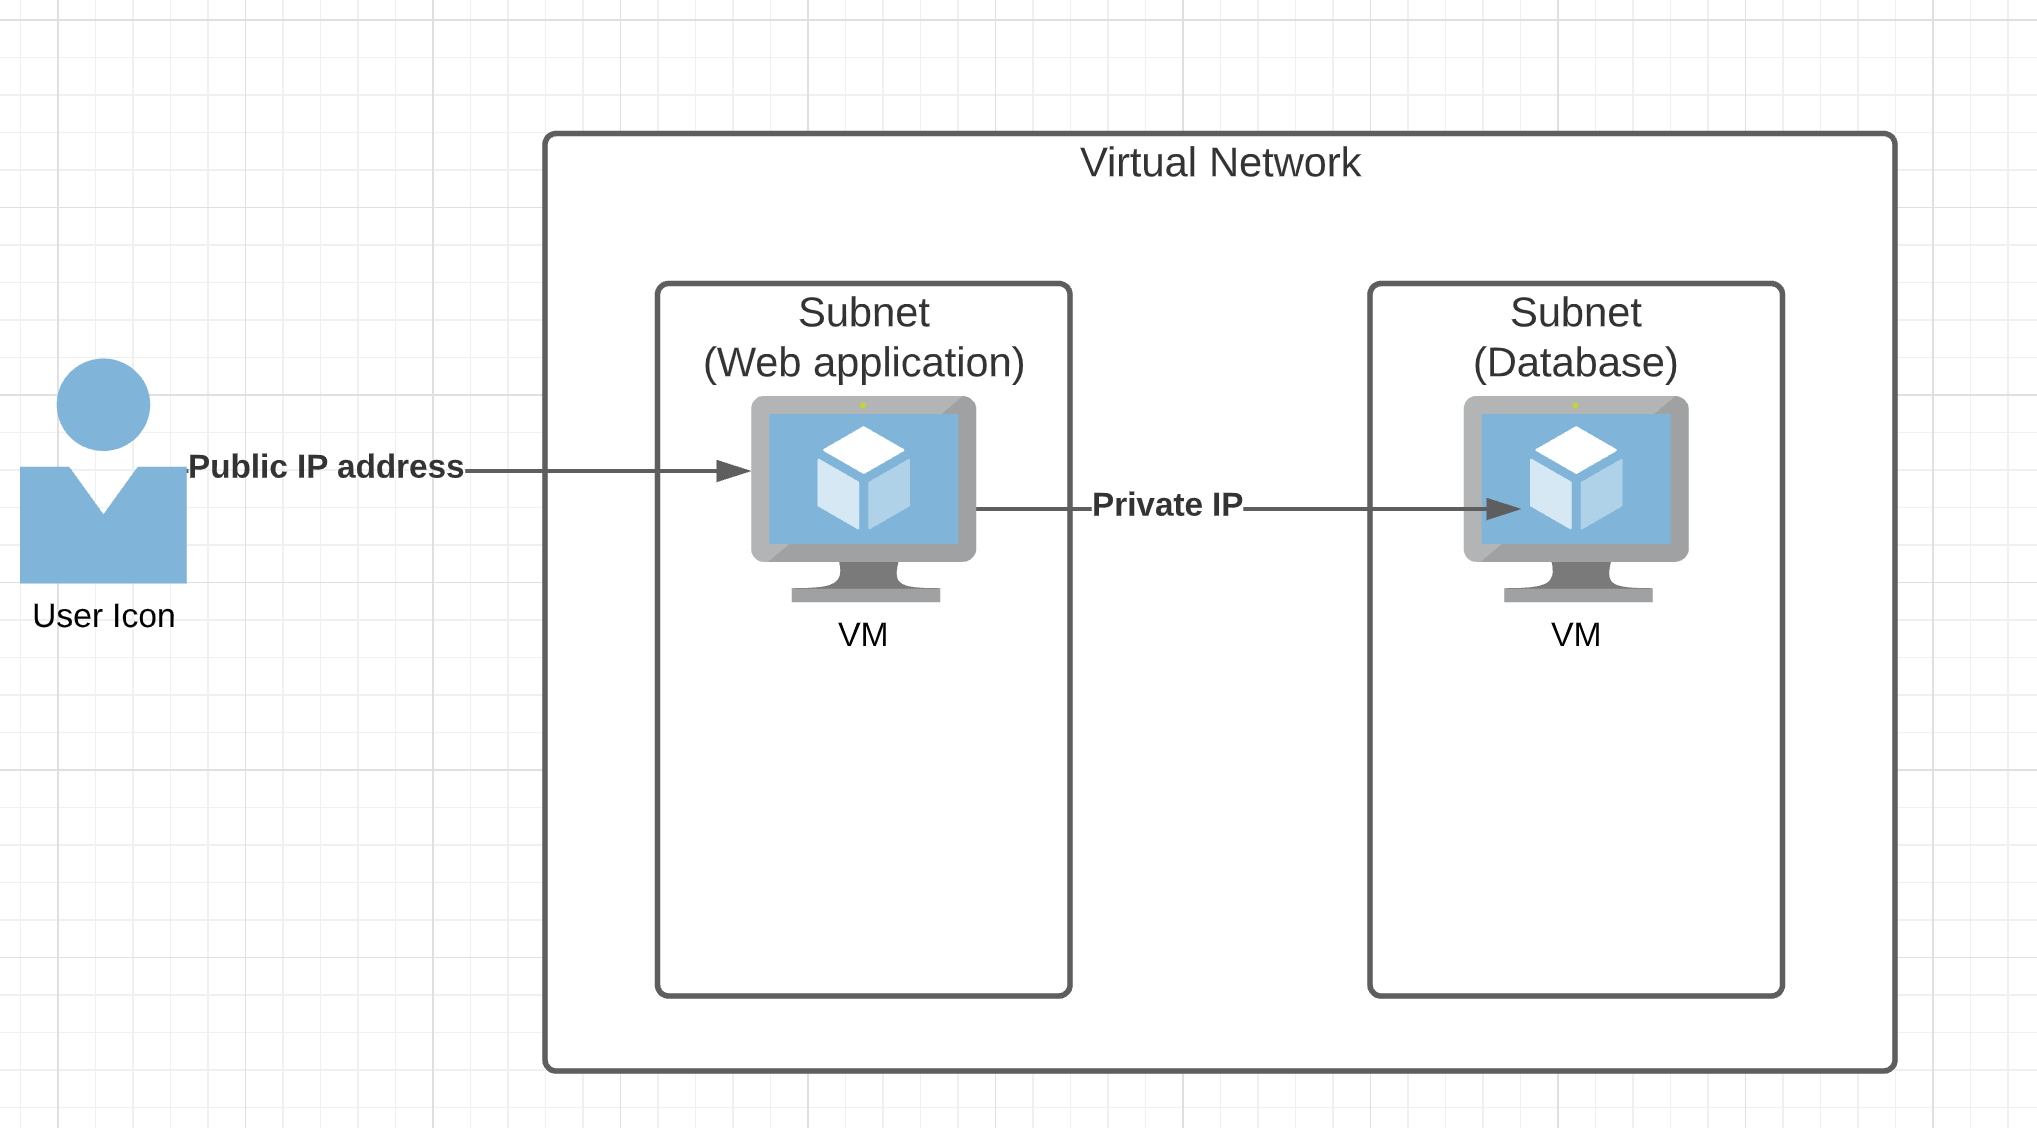 Virtual Network
Subnet
(Web application)
Subnet
(Database)
Public IP address
Private IP
User Icon
VM
VM